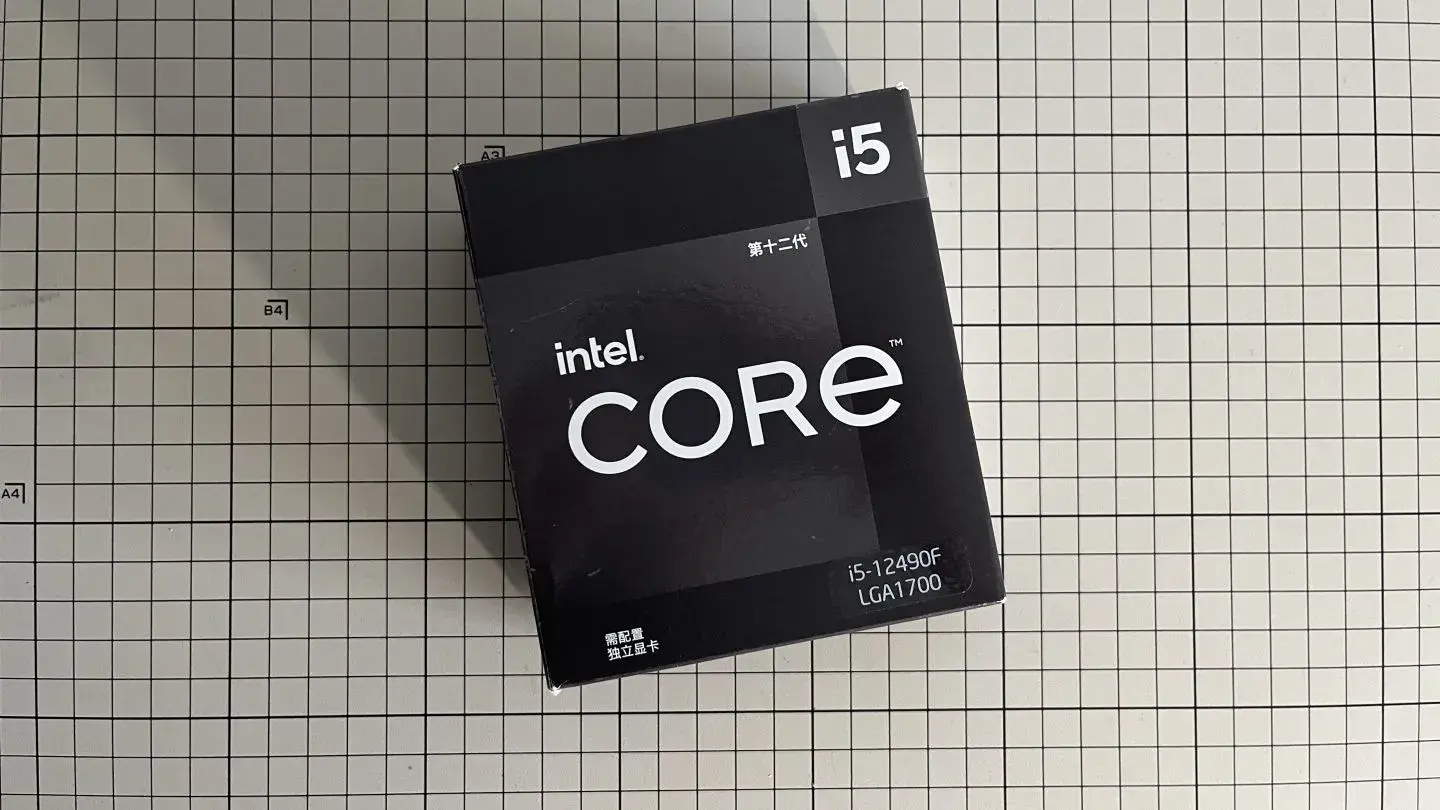 A3
i5
第十二代
B4
intel.
CORe™
A4
i5-12490F
LGA1700
需配置
独立显卡